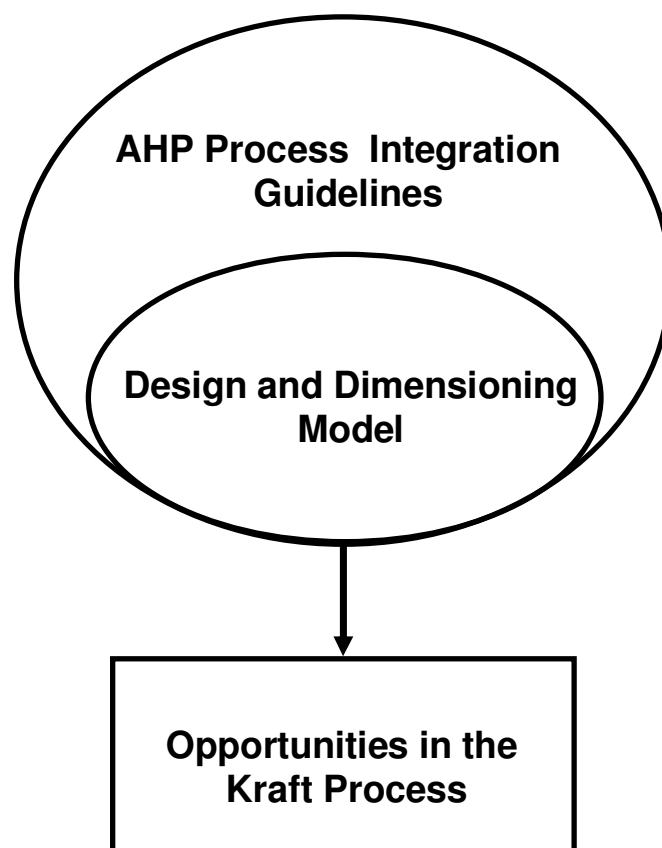 AHP Process Integration
Guidelines
Design and Dimensioning
Model
Opportunities in the
Kraft Process